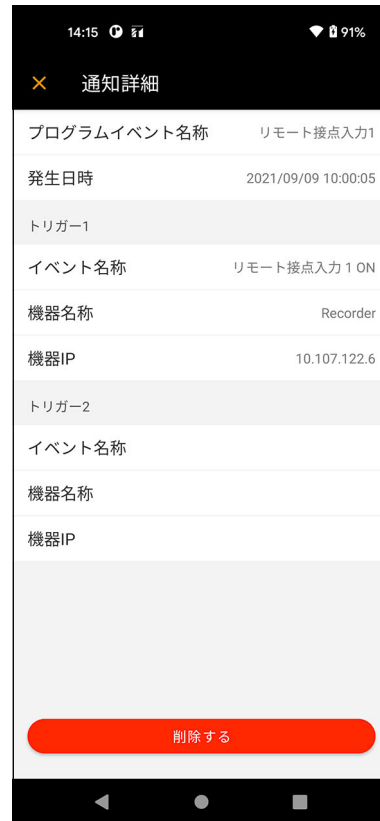 14:15 91%
通知詳細
プログラムイベント名称 リモート接点入力1
発生日時 2021/09/09 10:00:05
トリガー1
イベント名称 リモート接点入力 1 ON
機器名称 Recorder
機器IP 10.107.122.6
トリガー2
イベント名称
機器名称
機器IP
削除する